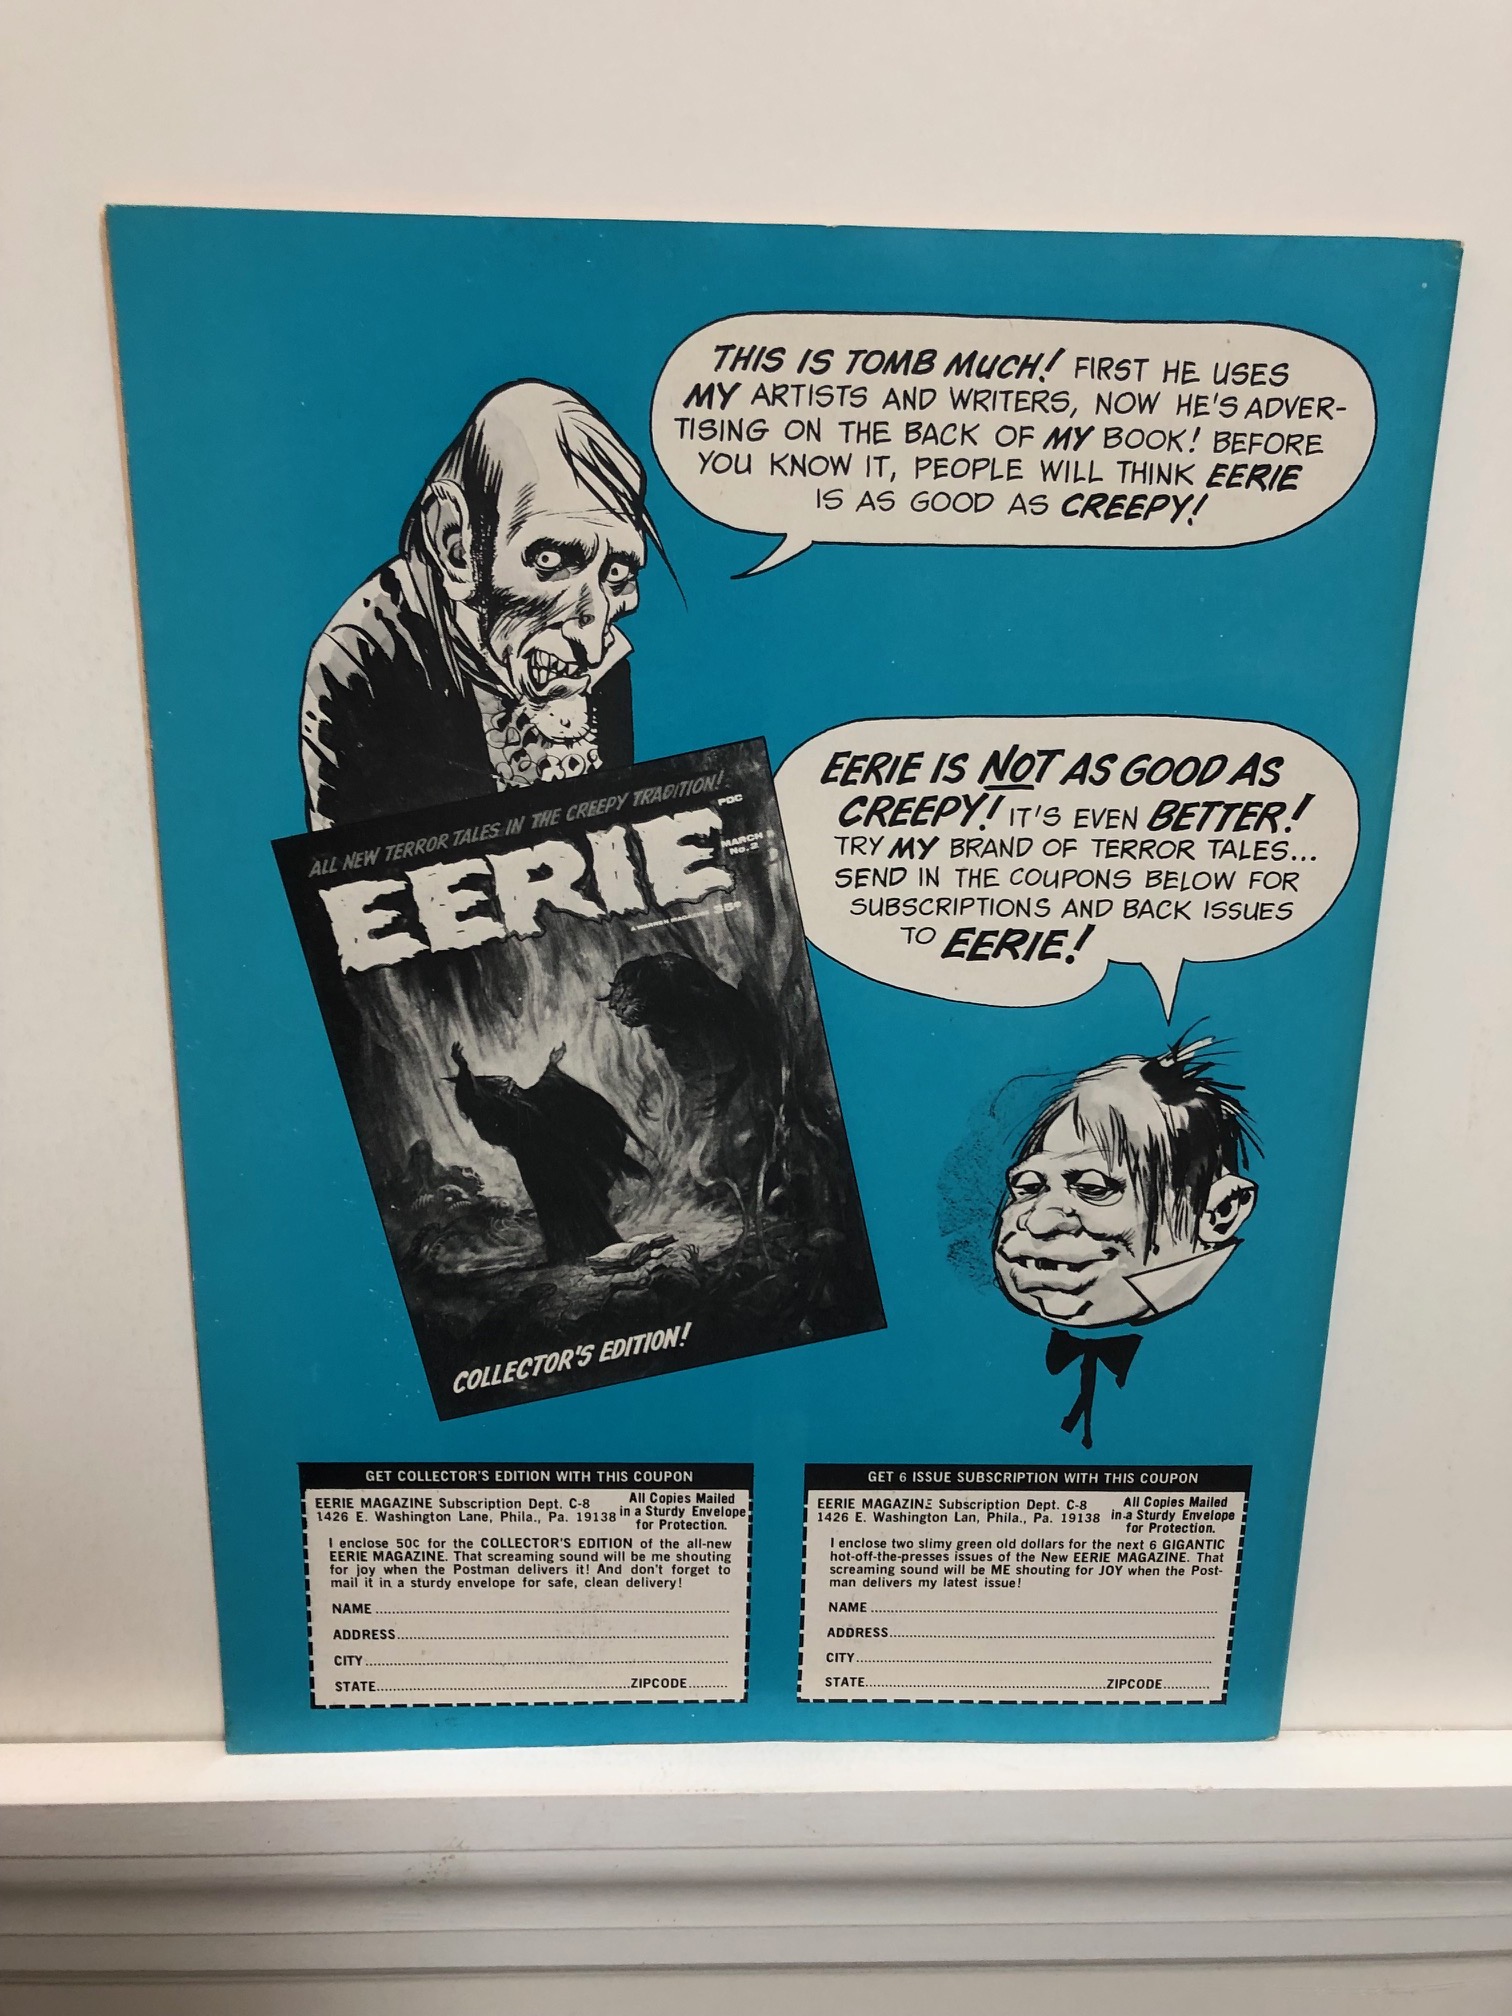 THIS IS TOMB MUCH! FIRST HE USES
MY ARTISTS AND WRITERS, NOW HE'S ADVER-
TISING ON THE BACK OF MY BOOK! BEFORE
YOU KNOW IT, PEOPLE WILL THINK EERIE
IS AS GOOD AS CREEPY!
EERIE IS NOT AS GOOD AS
CREEPY! IT'S EVEN BETTER!
TRY MY BRAND OF TERROR TALES...
SEND IN THE COUPONS BELOW FOR
SUBSCRIPTIONS AND BACK ISSUES
TO EERIE!
ALL NEW TERROR TALES IN THE CREEPY TRADITION!
PDC
EERIE
MARCH
No. 2
A WARREN MAGAZINE 35¢
COLLECTOR'S EDITION!
GET COLLECTOR'S EDITION WITH THIS COUPON
EERIE MAGAZINE Subscription Dept. C-8
1426 E. Washington Lane, Phila., Pa. 19138
All Copies Mailed
in a Sturdy Envelope
for Protection.
I enclose 50c for the COLLECTOR'S EDITION of the all-new
EERIE MAGAZINE. That screaming sound will be me shouting
for joy when the Postman delivers it! And don't forget to
mail it in a sturdy envelope for safe, clean delivery!
NAME
ADDRESS
CITY
STATE ZIPCODE
GET 6 ISSUE SUBSCRIPTION WITH THIS COUPON
EERIE MAGAZINE Subscription Dept. C-8
1426 E. Washington Lan, Phila., Pa. 19138
All Copies Mailed
in a Sturdy Envelope
for Protection.
I enclose two slimy green old dollars for the next 6 GIGANTIC
hot-off-the-presses issues of the New EERIE MAGAZINE. That
screaming sound will be ME shouting for JOY when the Post-
man delivers my latest issue!
NAME
ADDRESS
CITY
STATE ZIPCODE